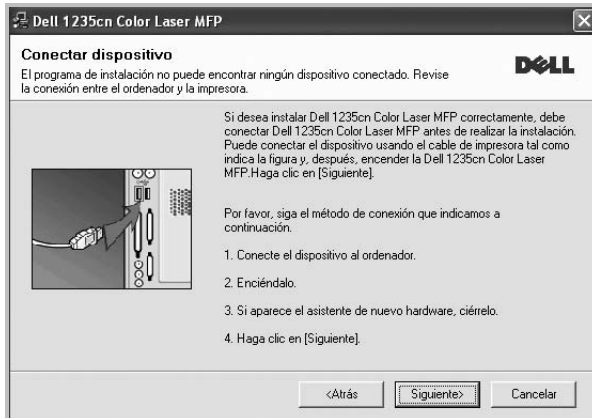 Dell 1235cn Color Laser MFP
Conectar dispositivo
El programa de instalación no puede encontrar ningún dispositivo conectado. Revise
la conexión entre el ordenador y la impresora.
DELL
Si desea instalar Dell 1235cn Color Laser MFP correctamente, debe
conectar Dell 1235cn Color Laser MFP antes de realizar la instalación.
Puede conectar el dispositivo usando el cable de impresora tal como
indica la figura y, después, encender la Dell 1235cn Color Laser
MFP.Haga clic en [Siguiente].
Por favor, siga el método de conexión que indicamos a
continuación.
1. Conecte el dispositivo al ordenador.
2. Enciéndalo.
3. Si aparece el asistente de nuevo hardware, ciérrelo.
4. Haga clic en [Siguiente].
<Atrás
Siguiente>
Cancelar